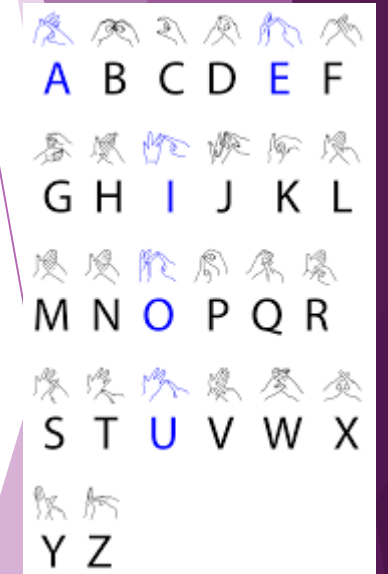 A B C D E F
G H I J K L
M N O P Q R
S T U V W X
Y Z